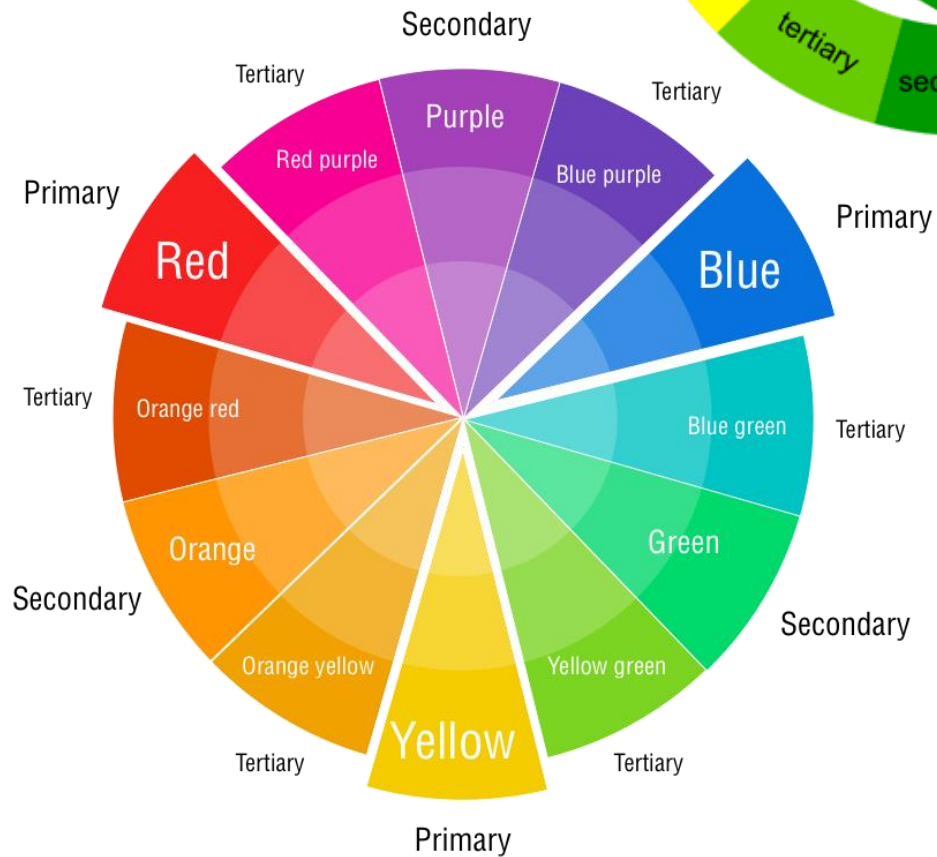 Secondary
tertiary
sec
Tertiary
Tertiary
Purple
Red purple
Blue purple
Primary
Primary
Red
Blue
Tertiary
Orange red
Blue green
Tertiary
Orange
Green
Secondary
Secondary
Orange yellow
Yellow green
Yellow
Tertiary
Tertiary
Primary